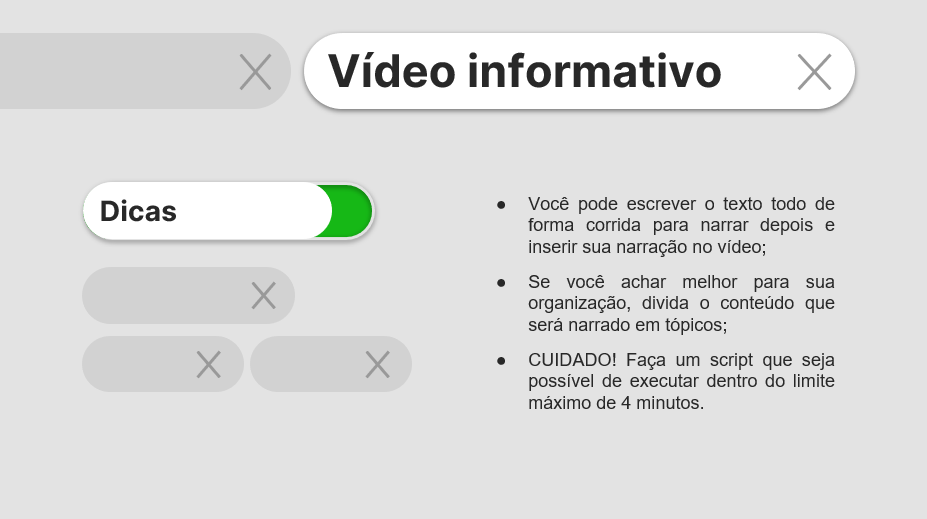 Vídeo informativo
Dicas
● Você pode escrever o texto todo de
forma corrida para narrar depois e
inserir sua narração no vídeo;
● Se você achar melhor para sua
organização, divida o conteúdo que
será narrado em tópicos;
● CUIDADO! Faça um script que seja
possível de executar dentro do limite
máximo de 4 minutos.